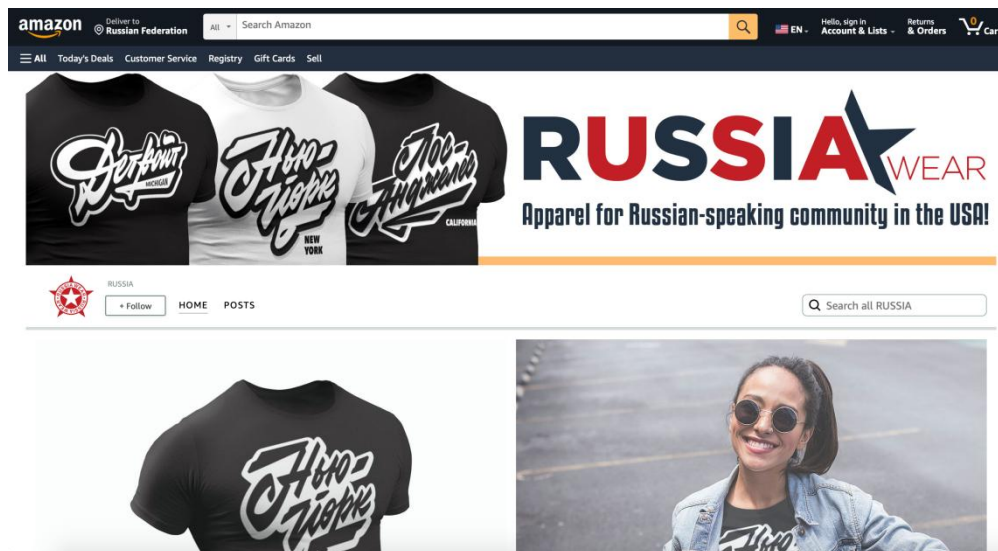 amazon
Deliver to
Russian Federation
All
Search Amazon
EN
Hello, sign in
Account & Lists
Returns
& Orders
0
Car
All
Today's Deals
Customer Service
Registry
Gift Cards
Sell
Детройт
MICHIGAN
Нью-
Йорк
NEW
YORK
Лос-
Анджелес
CALIFORNIA
RUSSIA
WEAR
Apparel for Russian-speaking community in the USA!
RUSSIA
+ Follow
HOME
POSTS
Search all RUSSIA
Нью-
Йорк
Нью-